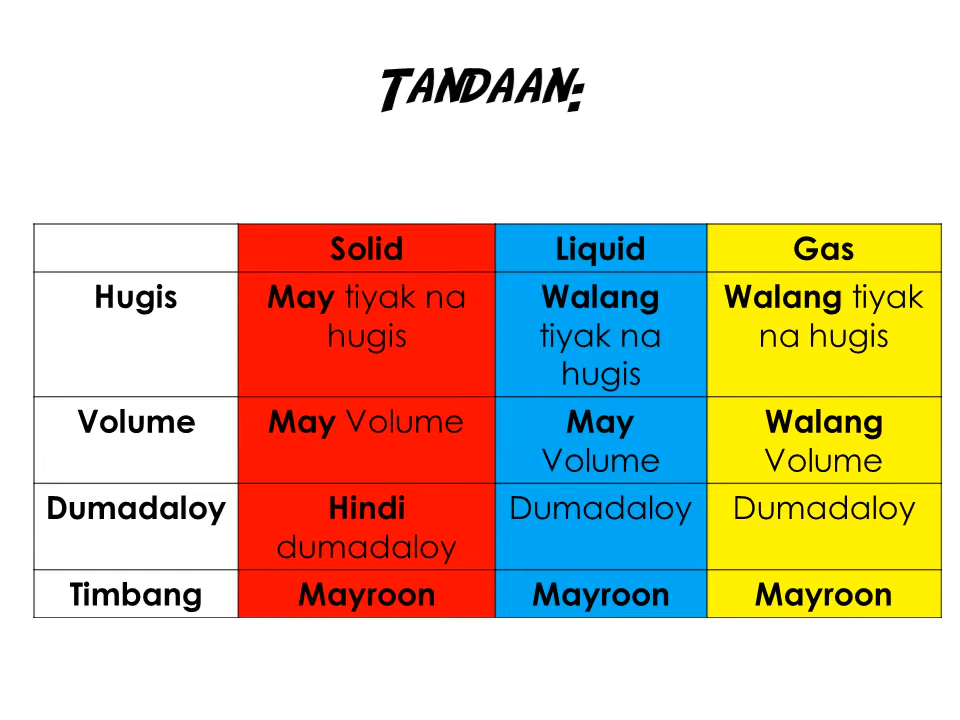 TANDAAN:
Solid Liquid Gas
Hugis May tiyak na hugis Walang tiyak na hugis Walang tiyak na hugis
Volume May Volume May Volume Walang Volume
Dumadaloy Hindi dumadaloy Dumadaloy Dumadaloy
Timbang Mayroon Mayroon Mayroon